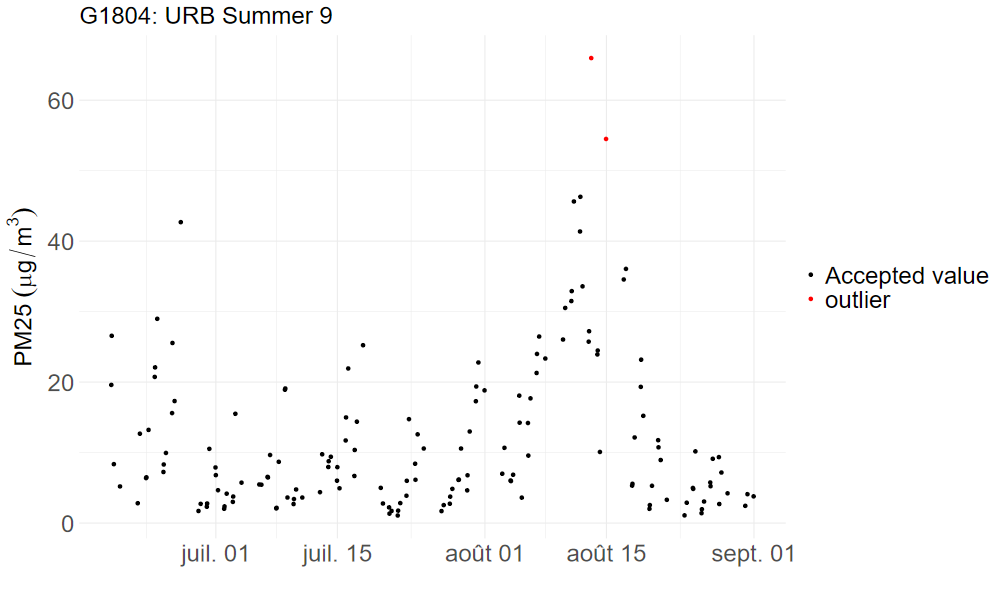 G1804: URB Summer 9
PM25 (μg/m³)
60
40
20
0
juil. 01 juil. 15 août 01 août 15 sept. 01
Accepted value
outlier